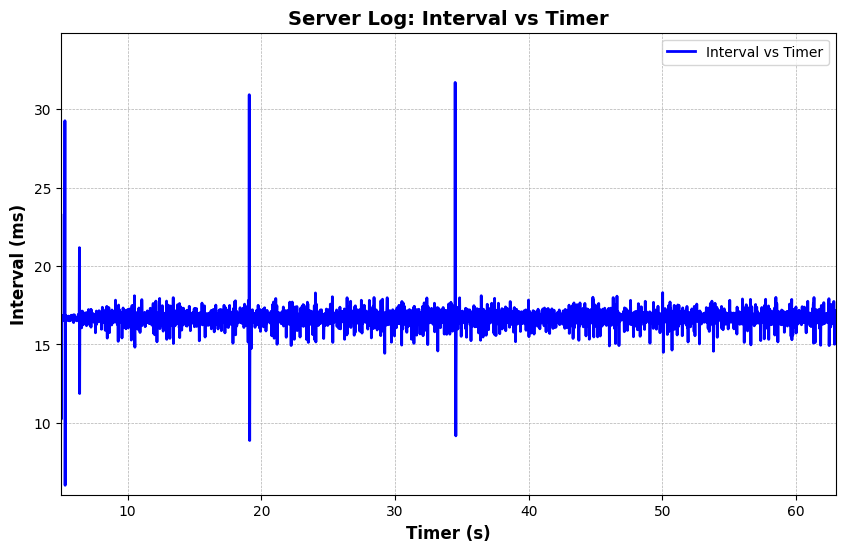 Server Log: Interval vs Timer
Interval vs Timer
Interval (ms)
30
25
20
15
10
10 20 30 40 50 60
Timer (s)